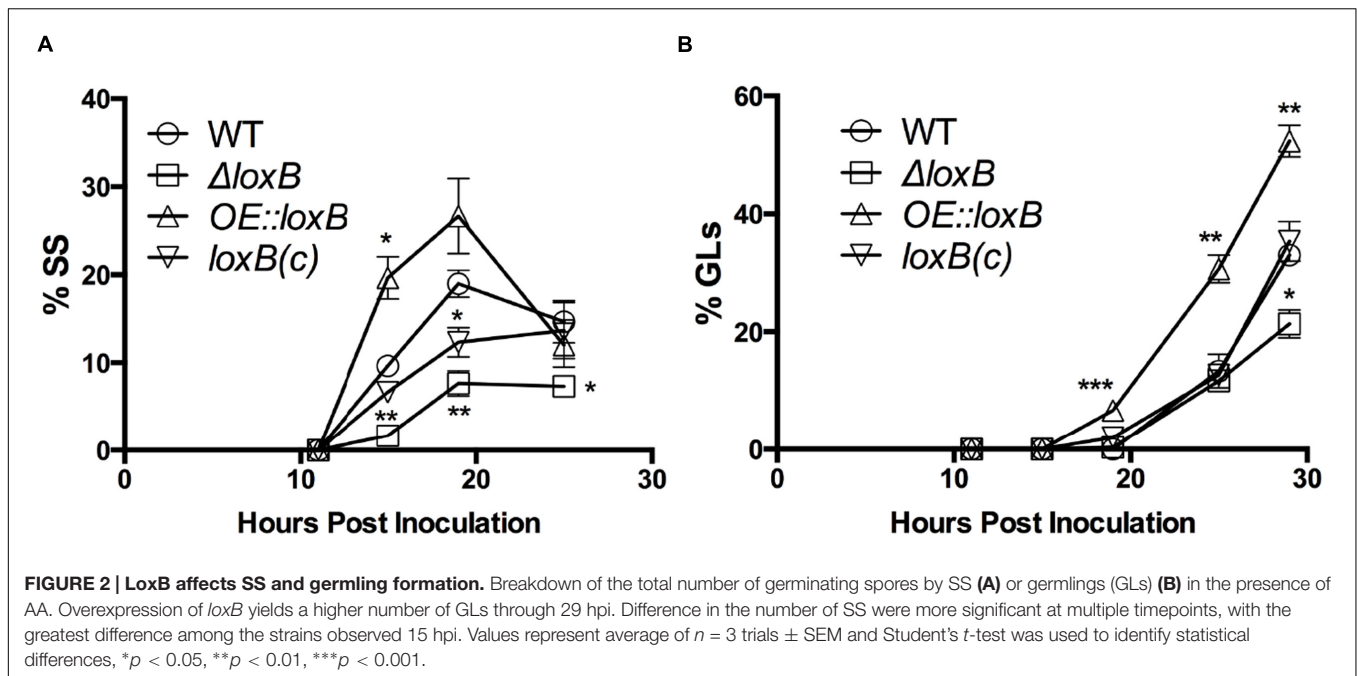 A
40
30
20
10
0
% SS
WT
ΔloxB
OE::loxB
loxB(c)
*
*
**
**
*
0
10
20
30
Hours Post Inoculation
B
60
40
20
0
% GLs
WT
ΔloxB
OE::loxB
loxB(c)
**
**
*
***
0
10
20
30
Hours Post Inoculation
FIGURE 2 | LoxB affects SS and germling formation. Breakdown of the total number of germinating spores by SS (A) or germlings (GLs) (B) in the presence of
AA. Overexpression of loxB yields a higher number of GLs through 29 hpi. Difference in the number of SS were more significant at multiple timepoints, with the
greatest difference among the strains observed 15 hpi. Values represent average of n = 3 trials ± SEM and Student's t-test was used to identify statistical
differences, *p < 0.05, **p < 0.01, ***p < 0.001.